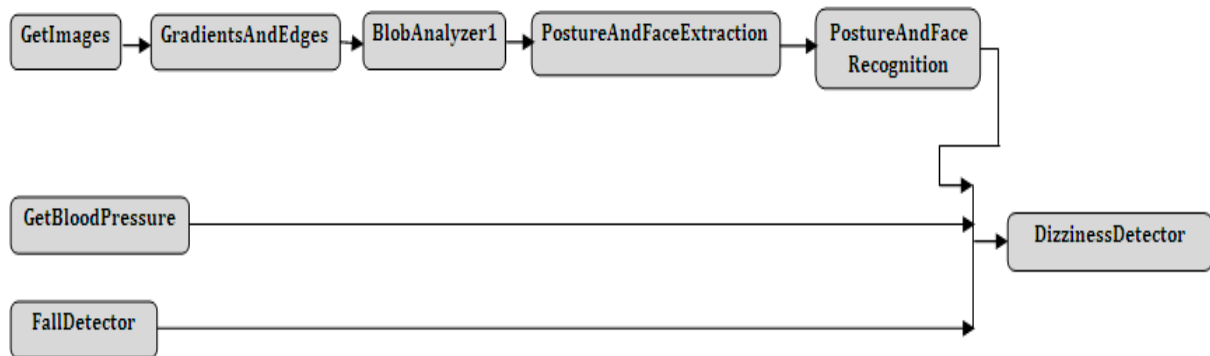 GetImages
GradientsAndEdges
BlobAnalyzer1
PostureAndFaceExtraction
PostureAndFace
Recognition
GetBloodPressure
DizzinessDetector
FallDetector